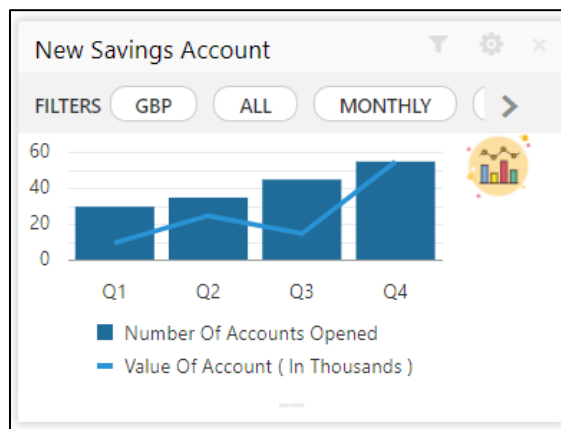 New Savings Account
FILTERS GBP ALL MONTHLY
60
40
20
0
Q1 Q2 Q3 Q4
Number Of Accounts Opened
Value Of Account ( In Thousands )